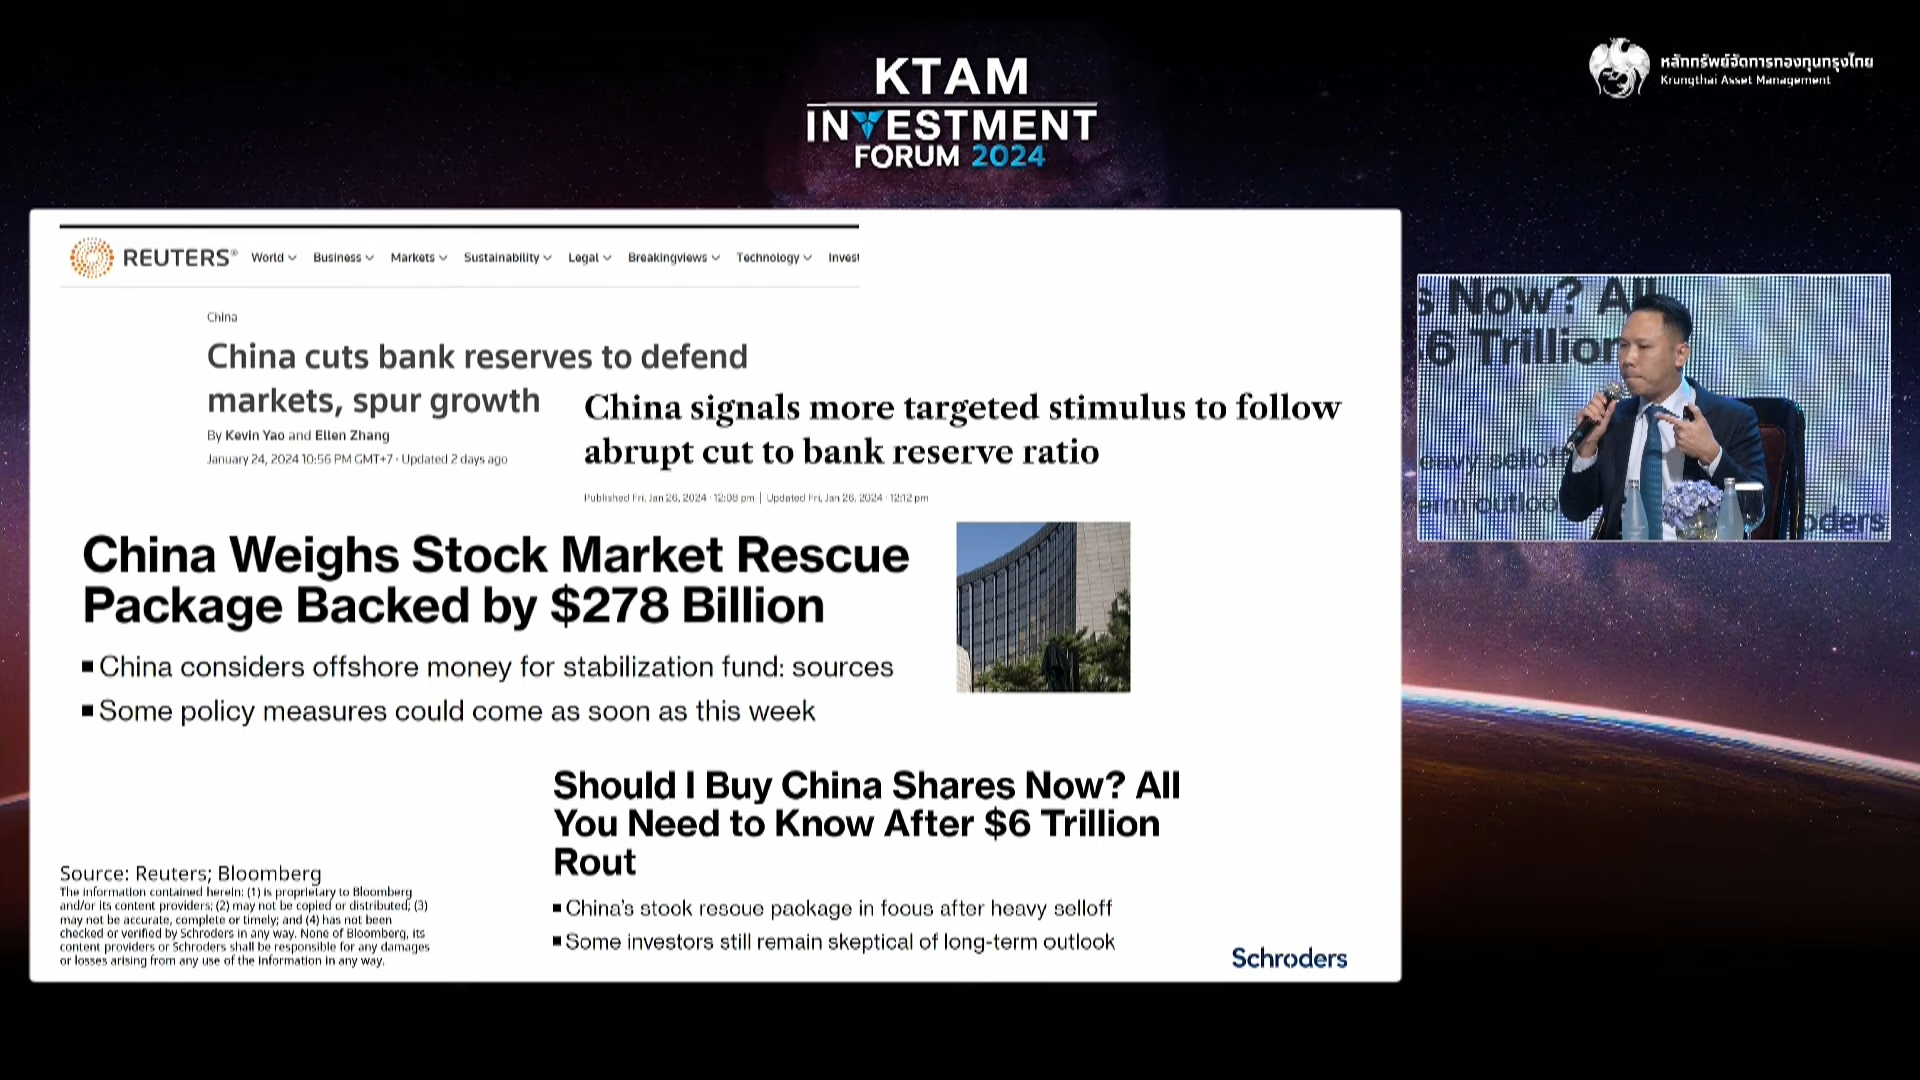 KTAM
INVESTMENT
FORUM 2024
หลักทรัพย์จัดการกองทุนกรุงไทย
Krungthai Asset Management
REUTERS®
World
Business
Markets
Sustainability
Legal
Breakingviews
Technology
Invest
China
China cuts bank reserves to defend
markets, spur growth
By Kevin Yao and Ellen Zhang
January 24, 2024 10:56 PM GMT+7 · Updated 2 days ago
China signals more targeted stimulus to follow
abrupt cut to bank reserve ratio
Published Fri, Jan 26, 2024 · 12:08 pm | Updated Fri, Jan 26, 2024 · 12:12 pm
China Weighs Stock Market Rescue
Package Backed by $278 Billion
■ China considers offshore money for stabilization fund: sources
■ Some policy measures could come as soon as this week
Should I Buy China Shares Now? All
You Need to Know After $6 Trillion
Rout
■ China's stock rescue package in focus after heavy selloff
■ Some investors still remain skeptical of long-term outlook
Source: Reuters; Bloomberg
The information contained herein: (1) is proprietary to Bloomberg
and/or its content providers; (2) may not be copied or distributed; (3)
may not be accurate, complete or timely; and (4) has not been
checked or verified by Schroders in any way. None of Bloomberg, its
content providers or Schroders shall be responsible for any damages
or losses arising from any use of the information in any way.
Schroders
s Now? All
6 Trillion
eavy selloff
erm outloo
oders